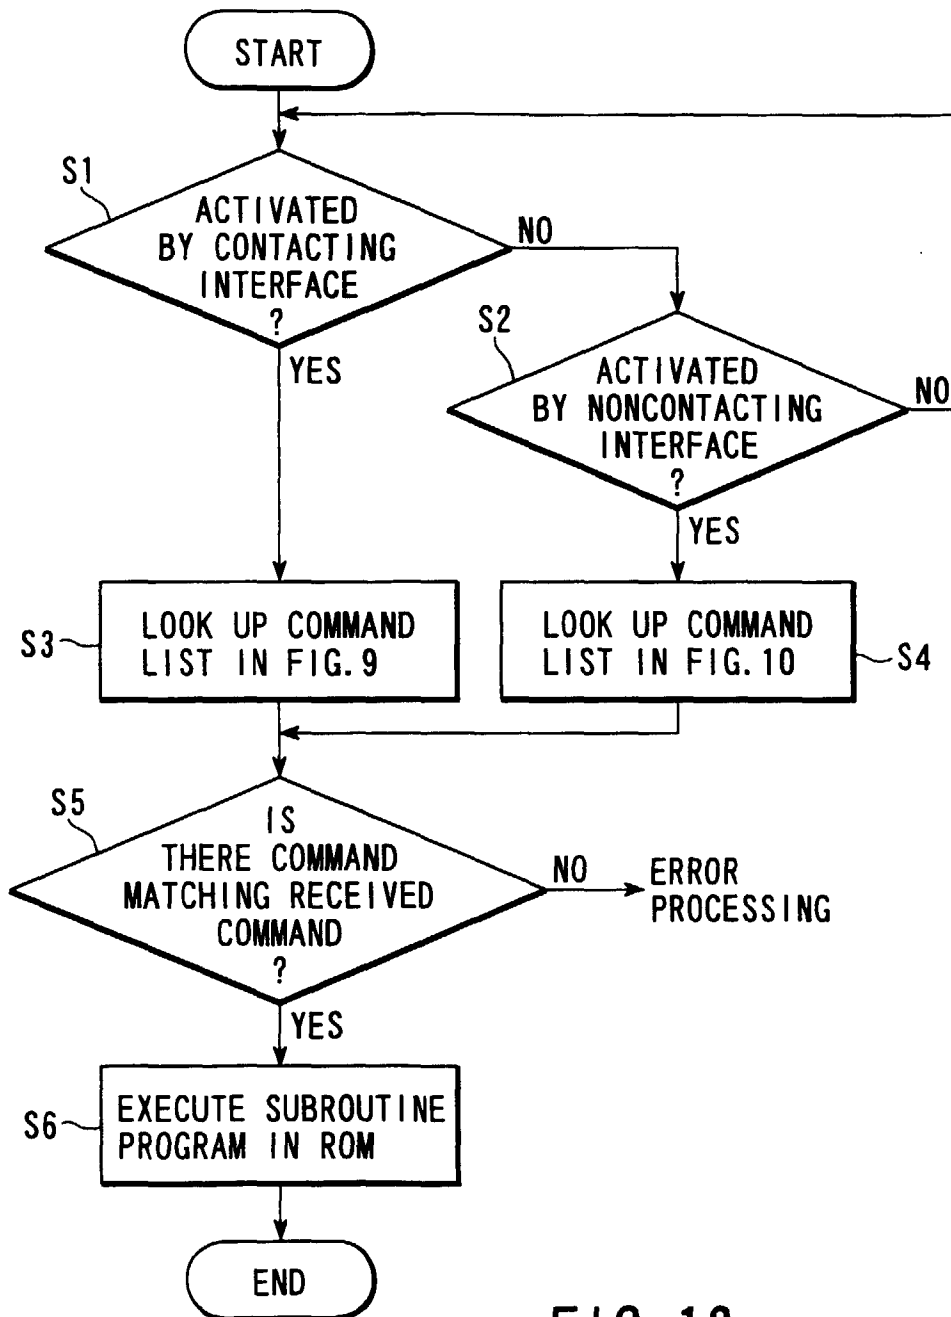 START
S1
ACTIVATED
BY CONTACTING
INTERFACE
?
NO
YES
S2
ACTIVATED
BY NONCONTACTING
INTERFACE
?
NO
YES
S3
LOOK UP COMMAND
LIST IN FIG. 9
LOOK UP COMMAND
LIST IN FIG. 10
S4
S5
IS
THERE COMMAND
MATCHING RECEIVED
COMMAND
?
NO
ERROR
PROCESSING
YES
S6
EXECUTE SUBROUTINE
PROGRAM IN ROM
END